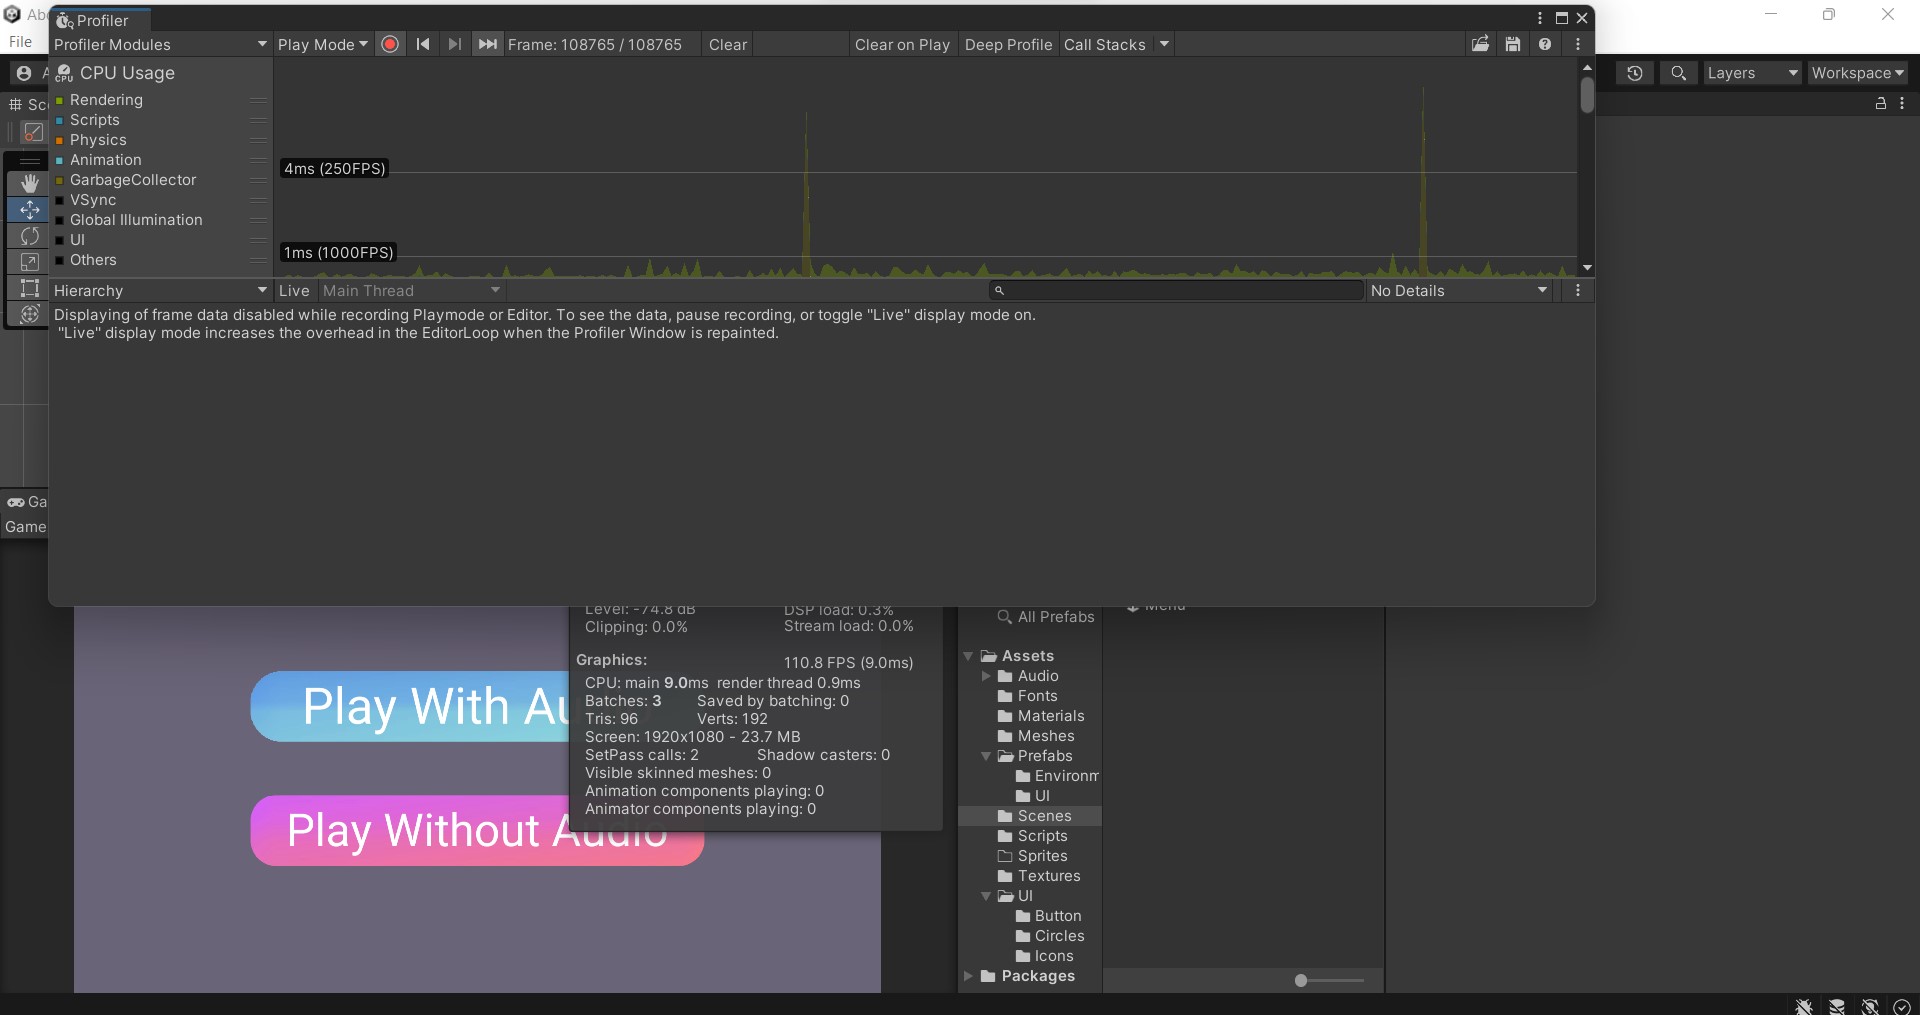 Profiler
File
Profiler Modules
Play Mode
Frame: 108765 / 108765
Clear
Clear on Play
Deep Profile
Call Stacks
Layers
Workspace
CPU Usage
CPU
Rendering
Scripts
Physics
Animation
GarbageCollector
VSync
Global Illumination
UI
Others
4ms (250FPS)
1ms (1000FPS)
Hierarchy
Live
Main Thread
No Details
Displaying of frame data disabled while recording Playmode or Editor. To see the data, pause recording, or toggle "Live" display mode on.
"Live" display mode increases the overhead in the EditorLoop when the Profiler Window is repainted.
Game
Level: -74.8 dB
DSP load: 0.3%
Clipping: 0.0%
Stream load: 0.0%
Graphics:
110.8 FPS (9.0ms)
CPU: main 9.0ms render thread 0.9ms
Batches: 3
Saved by batching: 0
Tris: 96
Verts: 192
Screen: 1920x1080 - 23.7 MB
SetPass calls: 2
Shadow casters: 0
Visible skinned meshes: 0
Animation components playing: 0
Animator components playing: 0
Play With Au
Play Without Audio
All Prefabs
Menu
Assets
Audio
Fonts
Materials
Meshes
Prefabs
Environm
UI
Scenes
Scripts
Sprites
Textures
UI
Button
Circles
Icons
Packages